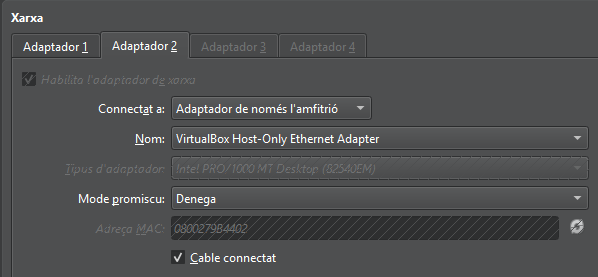 Xarxa
Adaptador 1 Adaptador 2 Adaptador 3 Adaptador 4
Habilita l'adaptador de xarxa
Connectat a: Adaptador de només l'amfitrió
Nom: VirtualBox Host-Only Ethernet Adapter
Tipus d'adaptador: Intel PRO/1000 MT Desktop (82540EM)
Mode promiscu: Denega
Adreça MAC: 0800279B4402
Cable connectat